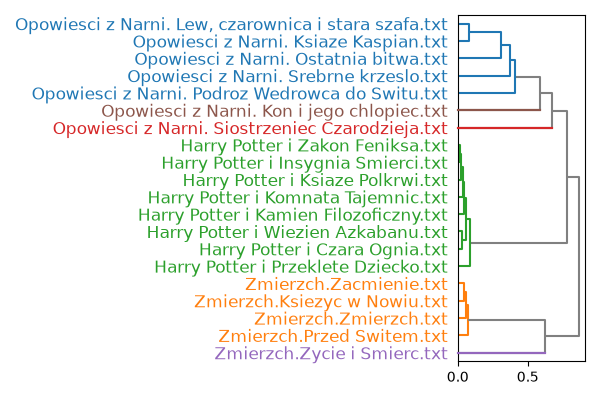 Opowiesci z Narni. Lew, czarownica i stara szafa.txt
Opowiesci z Narni. Ksiaze Kaspian.txt
Opowiesci z Narni. Ostatnia bitwa.txt
Opowiesci z Narni. Srebrne krzeslo.txt
Opowiesci z Narni. Podroz Wedrowca do Switu.txt
Opowiesci z Narni. Kon i jego chlopiec.txt
Opowiesci z Narni. Siostrzeniec Czarodzieja.txt
Harry Potter i Zakon Feniksa.txt
Harry Potter i Insygnia Smierci.txt
Harry Potter i Ksiaze Polkrwi.txt
Harry Potter i Komnata Tajemnic.txt
Harry Potter i Kamien Filozoficzny.txt
Harry Potter i Wiezien Azkabanu.txt
Harry Potter i Czara Ognia.txt
Harry Potter i Przeklete Dziecko.txt
Zmierzch.Zacmienie.txt
Zmierzch.Ksiezyc w Nowiu.txt
Zmierzch.Zmierzch.txt
Zmierzch.Przed Switem.txt
Zmierzch.Zycie i Smierc.txt
0.0 0.5